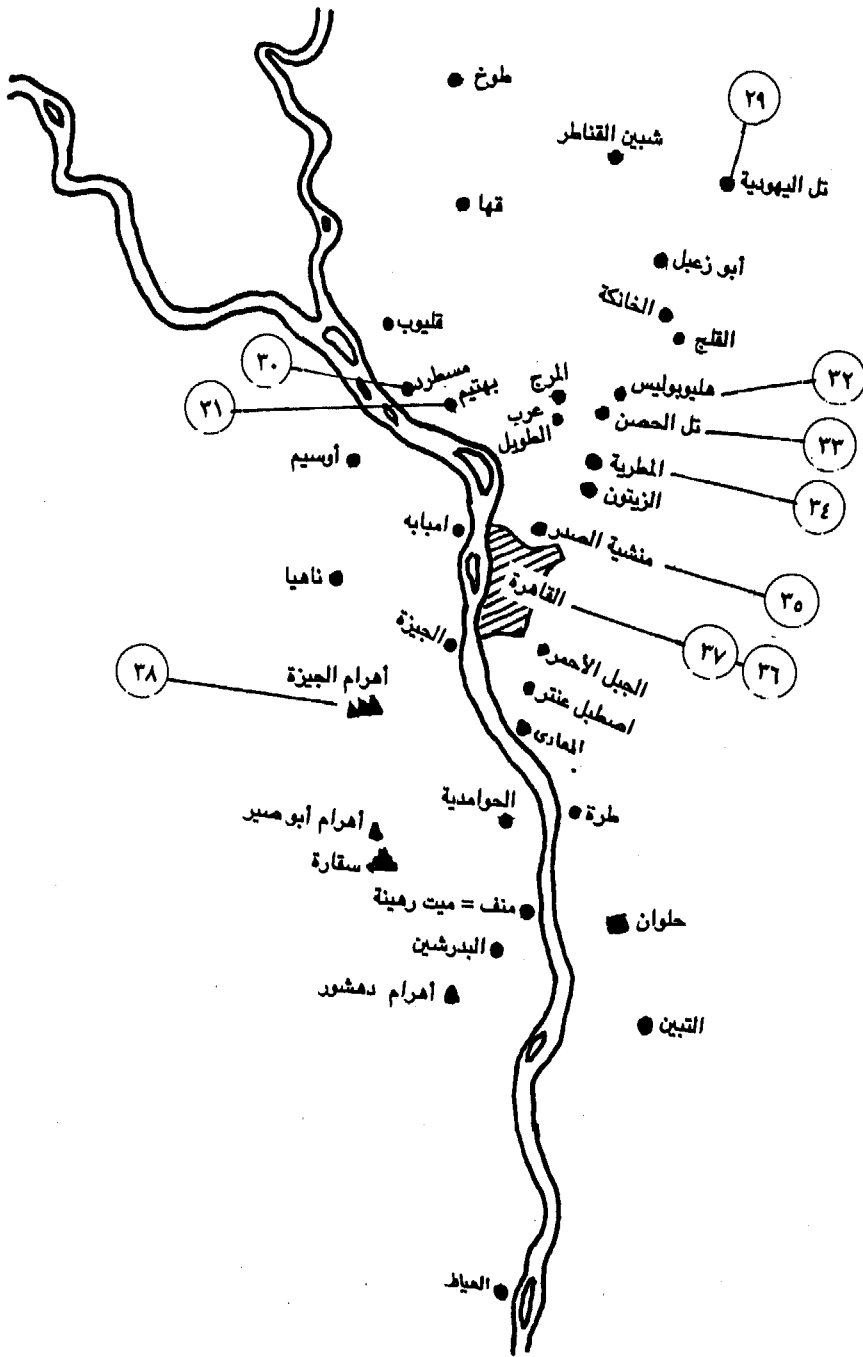 طوخ
٢٩
شبين القناطر
تل اليهودية
قها
أبو زعبل
الخانكة
القلج
قليوب
٣٠
مسطرد
٣١
بهتيم
المرج
عرب
الطويل
هليوبوليس
٣٢
تل الحصن
٣٣
المطرية
٣٤
الزيتون
أوسيم
امبابه
منشية الصدر
٣٥
ناهيا
القاهرة
٣٧
٣٦
الجيزة
الجبل الأحمر
٣٨
أهرام الجيزة
اصطبل عنتر
المعادى
الحوامدية
طرة
أهرام أبو صير
سقارة
منف = ميت رهينة
حلوان
البدرشين
أهرام دهشور
التبين
العياط